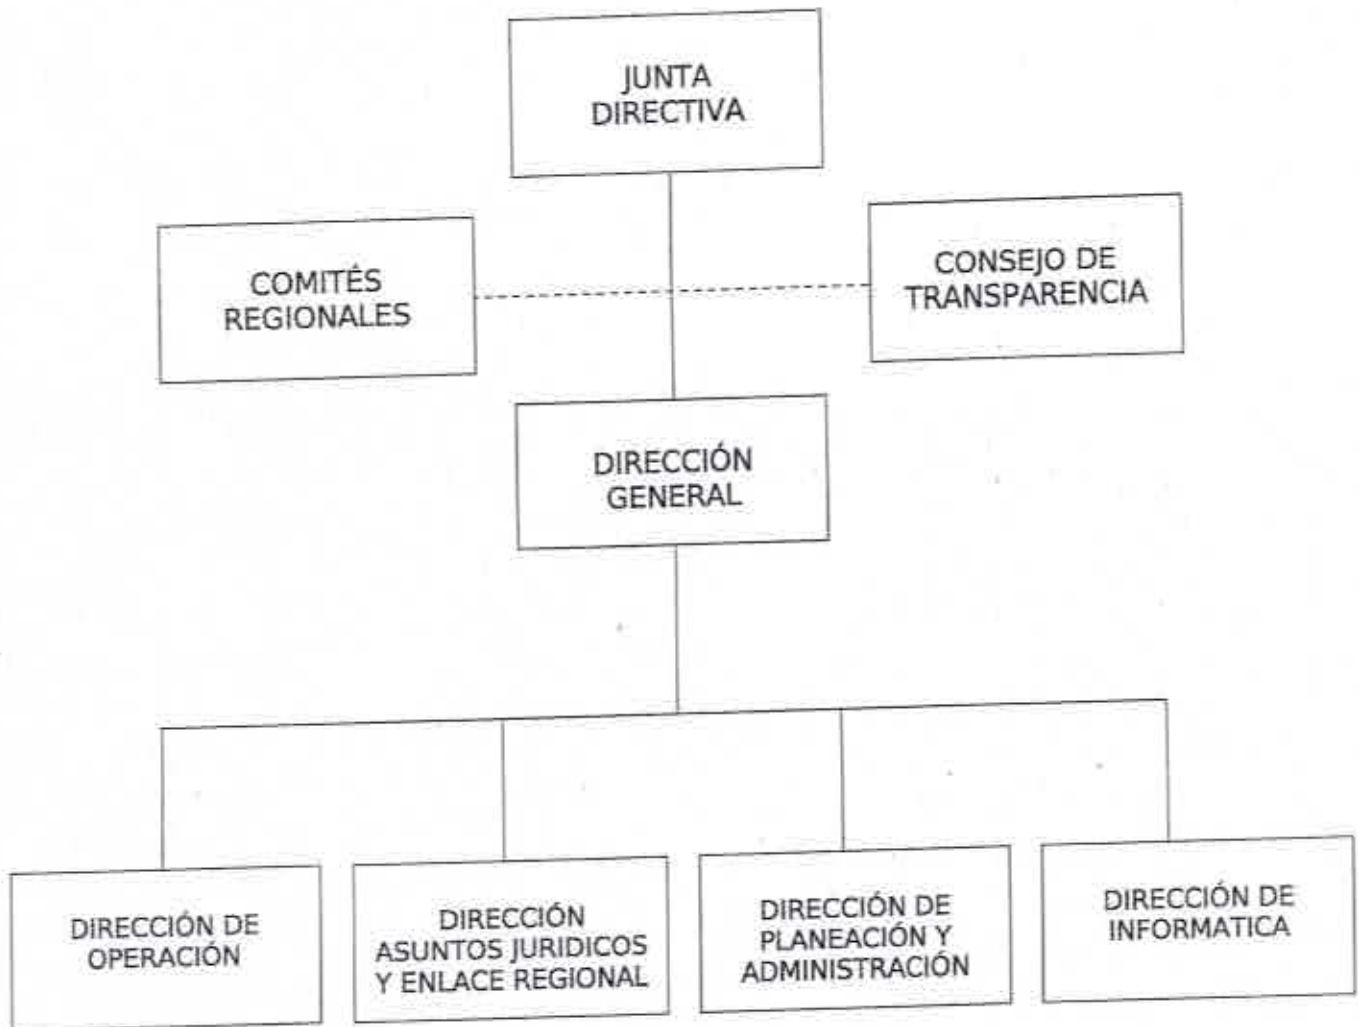 JUNTA
DIRECTIVA
COMITÉS
REGIONALES
CONSEJO DE
TRANSPARENCIA
DIRECCIÓN
GENERAL
DIRECCIÓN DE
OPERACIÓN
DIRECCIÓN
ASUNTOS JURIDICOS
Y ENLACE REGIONAL
DIRECCIÓN DE
PLANEACIÓN Y
ADMINISTRACIÓN
DIRECCIÓN DE
INFORMATICA